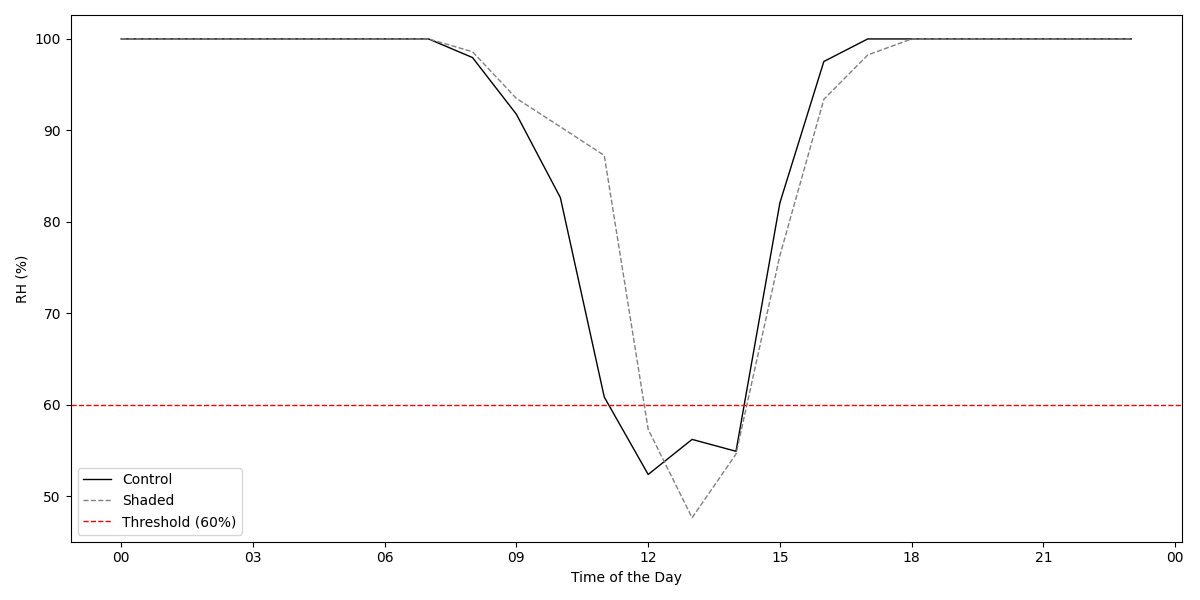 100
90
80
70
60
50
RH (%)
Control
Shaded
Threshold (60%)
00 03 06 09 12 15 18 21 00
Time of the Day